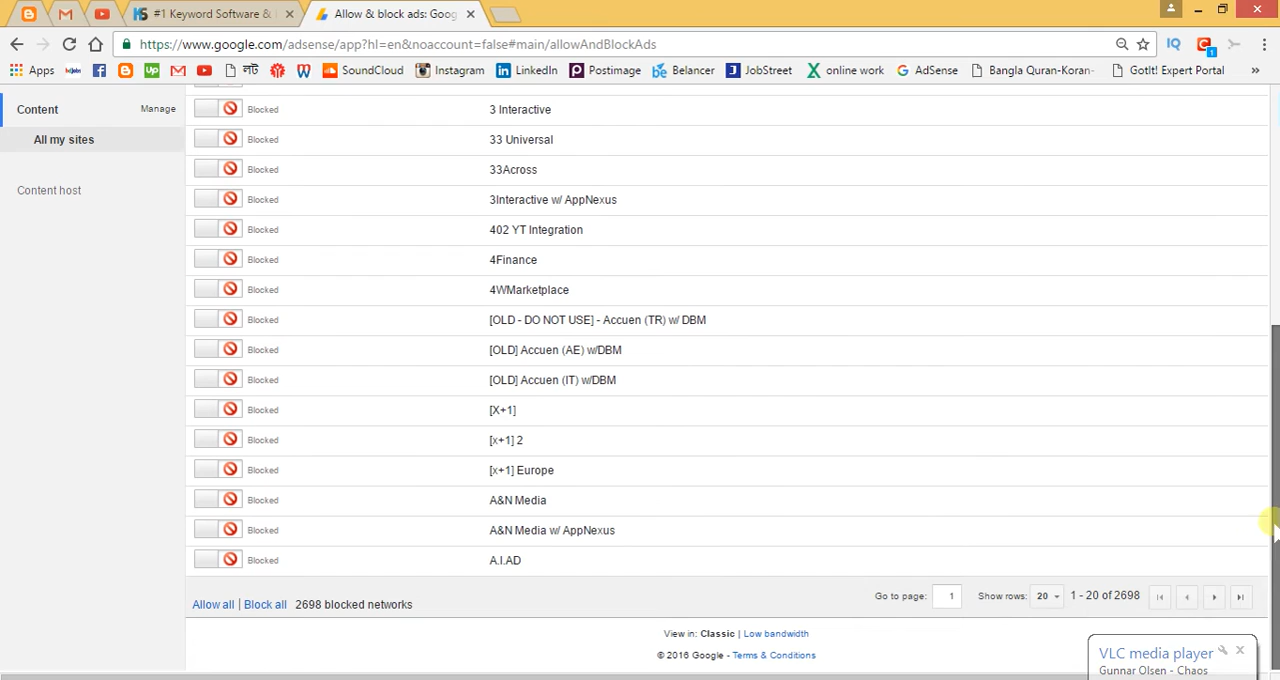 #1 Keyword Software &
Allow & block ads: Goog
https://www.google.com/adsense/app?hl=en&noaccount=false#main/allowAndBlockAds
Apps
SoundCloud
Instagram
LinkedIn
Postimage
Belancer
JobStreet
online work
AdSense
Bangla Quran-Koran-
GotIt! Expert Portal
Content
Manage
All my sites
Content host
Blocked 3 Interactive
Blocked 33 Universal
Blocked 33Across
Blocked 3Interactive w/ AppNexus
Blocked 402 YT Integration
Blocked 4Finance
Blocked 4WMarketplace
Blocked [OLD - DO NOT USE] - Accuen (TR) w/ DBM
Blocked [OLD] Accuen (AE) w/DBM
Blocked [OLD] Accuen (IT) w/DBM
Blocked [X+1]
Blocked [x+1] 2
Blocked [x+1] Europe
Blocked A&N Media
Blocked A&N Media w/ AppNexus
Blocked A.I.AD
Allow all | Block all 2698 blocked networks
Go to page: 1 Show rows: 20 1 - 20 of 2698
View in: Classic | Low bandwidth
© 2016 Google - Terms & Conditions
VLC media player
Gunnar Olsen - Chaos